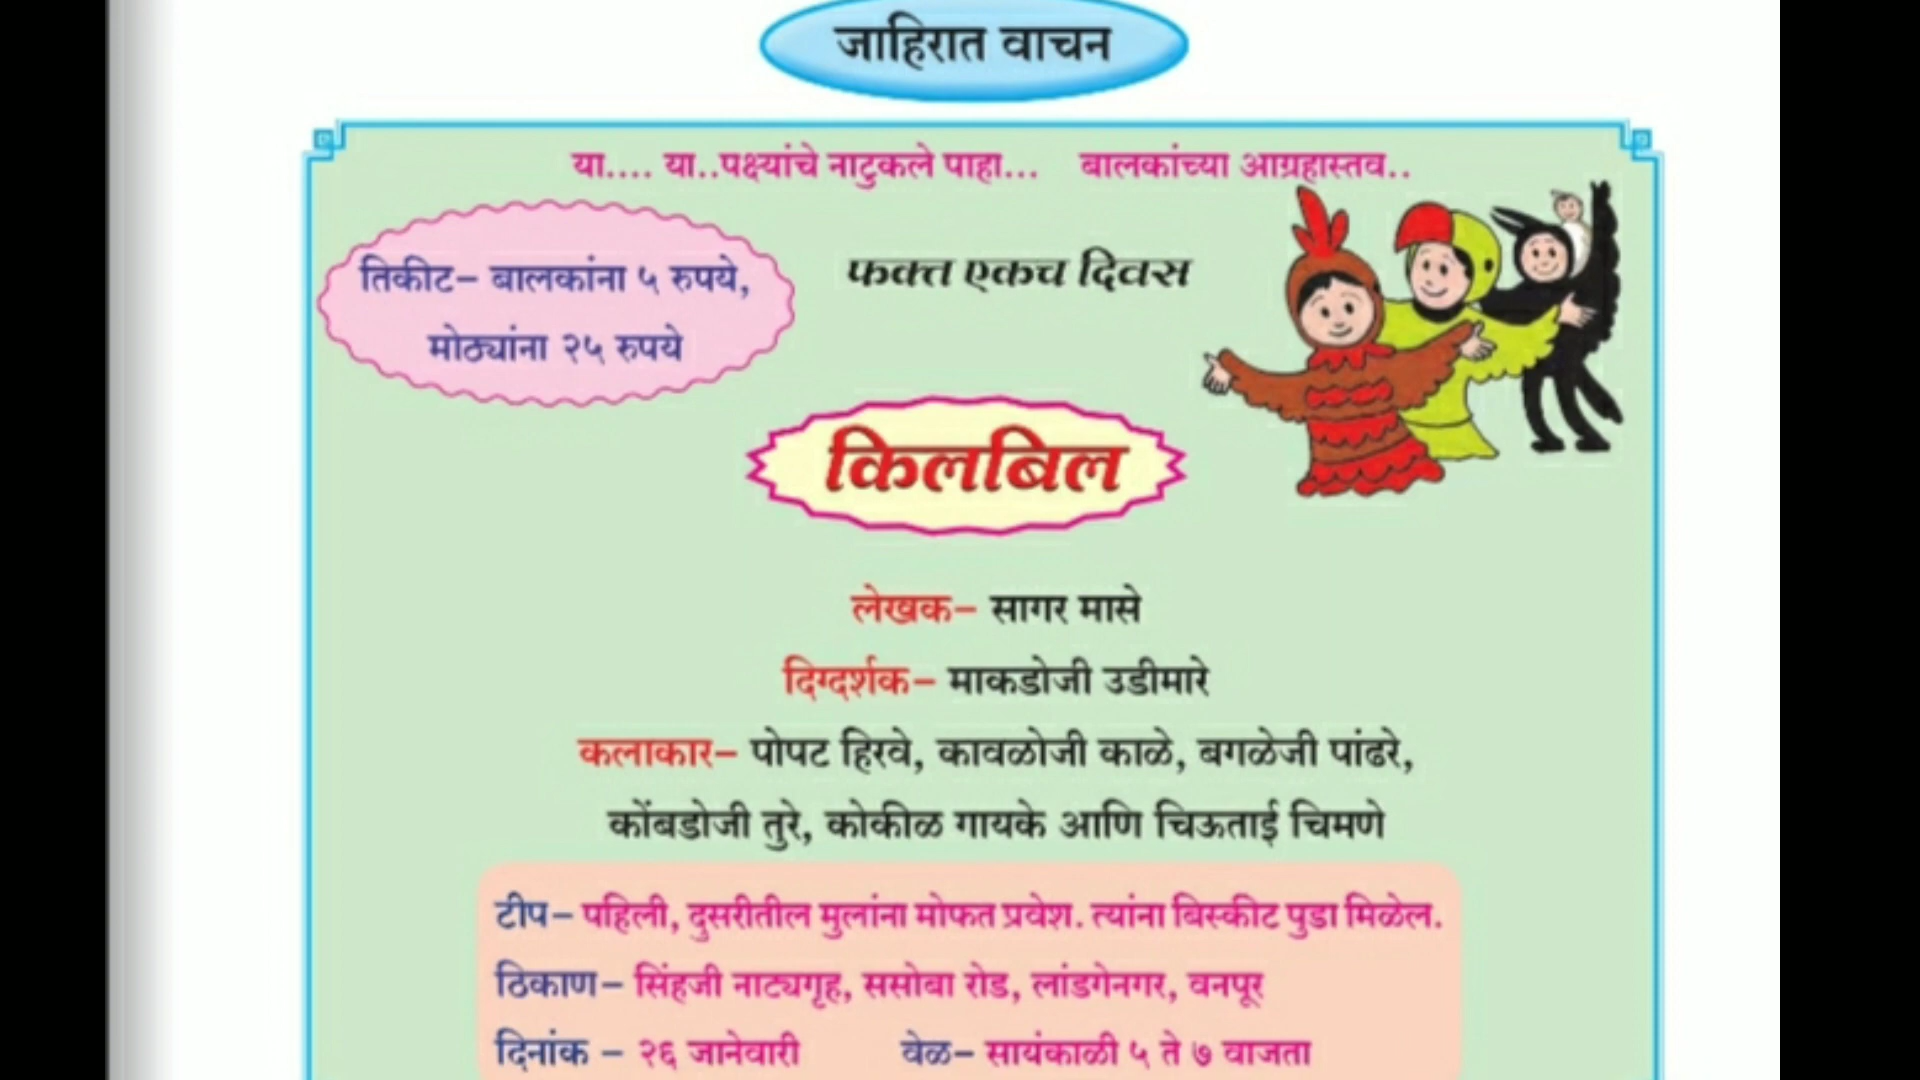 जाहिरात वाचन
या.... या..पक्ष्यांचे नाटुकले पाहा... बालकांच्या आग्रहास्तव..
तिकीट– बालकांना ५ रुपये,
मोठ्यांना २५ रुपये
फक्त एकच दिवस
किलबिल
लेखक– सागर मासे
दिग्दर्शक– माकडोजी उडीमारे
कलाकार– पोपट हिरवे, कावळोजी काळे, बगळेजी पांढरे,
कोंबडोजी तुरे, कोकीळ गायके आणि चिऊताई चिमणे
टीप– पहिली, दुसरीतील मुलांना मोफत प्रवेश. त्यांना बिस्कीट पुडा मिळेल.
ठिकाण– सिंहजी नाट्यगृह, ससोबा रोड, लांडगेनगर, वनपूर
दिनांक – २६ जानेवारी वेळ– सायंकाळी ५ ते ७ वाजता